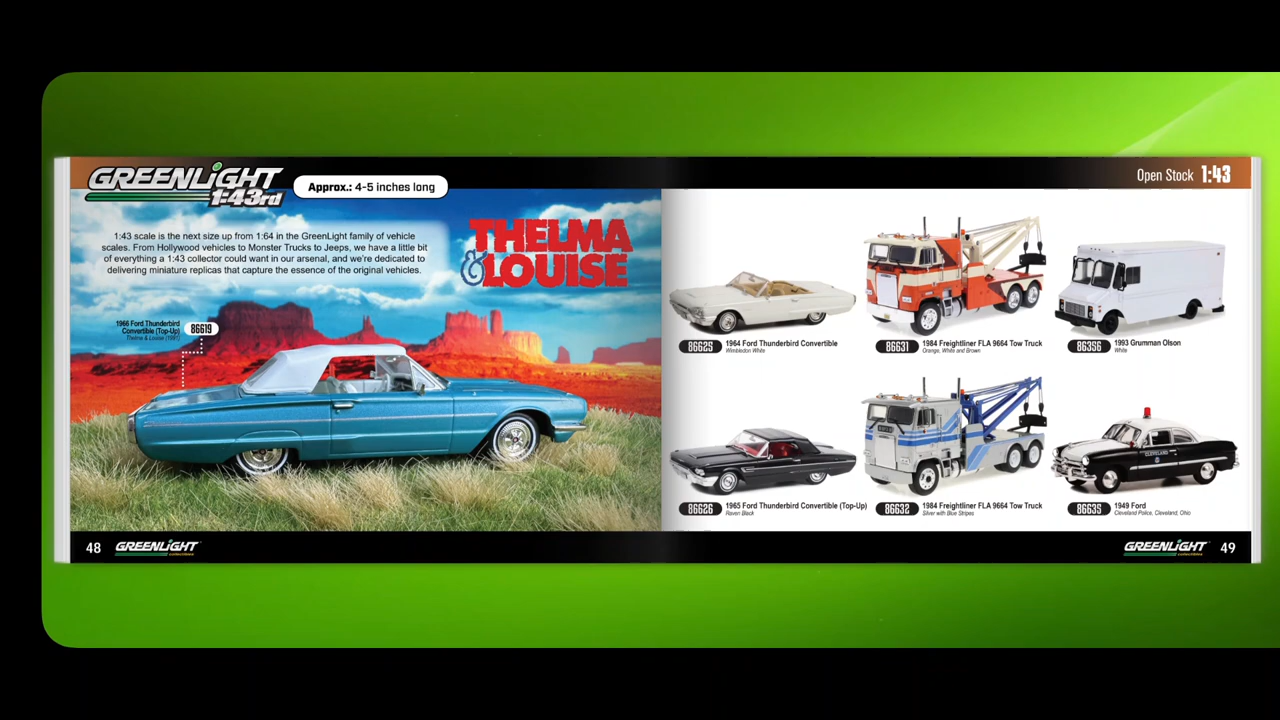 GREENLIGHT
1:43rd
Approx.: 4-5 inches long
1:43 scale is the next size up from 1:64 in the GreenLight family of vehicle
scales. From Hollywood vehicles to Monster Trucks to Jeeps, we have a little bit
of everything a 1:43 collector could want in our arsenal, and we're dedicated to
delivering miniature replicas that capture the essence of the original vehicles.
THELMA
& LOUISE
1966 Ford Thunderbird
Convertible (Top-Up)
Thelma & Louise (1991)
86619
48 GREENLIGHT
Open Stock 1:43
86625 1964 Ford Thunderbird Convertible
Wimbledon White
86631 1984 Freightliner FLA 9664 Tow Truck
Orange, White and Brown
86356 1993 Grumman Olson
White
CLEVELAND
86626 1965 Ford Thunderbird Convertible (Top-Up)
Raven Black
86632 1984 Freightliner FLA 9664 Tow Truck
Silver with Blue Stripes
86635 1949 Ford
Cleveland Police, Cleveland, Ohio
GREENLIGHT 49